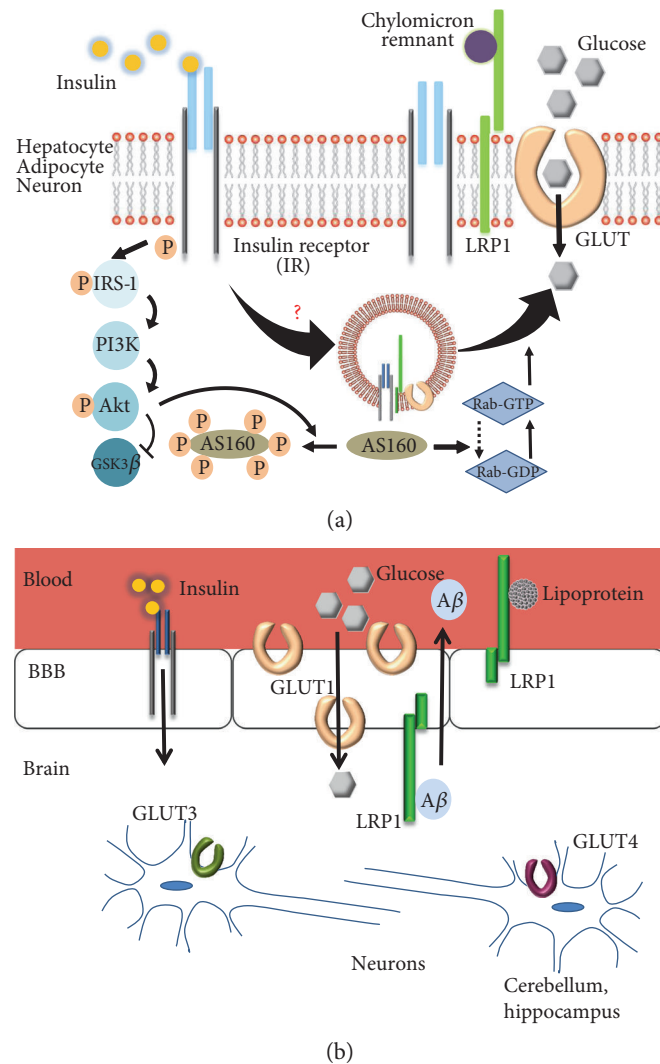 Chylomicron
remnant
Glucose
Insulin
Hepatocyte
Adipocyte
Neuron
Insulin receptor
(IR)
LRP1
GLUT
P
P
IRS-1
?
PI3K
P
Akt
Rab-GTP
P
P
P
AS160
P
P
P
AS160
GSK3β
Rab-GDP
(a)
Blood
Insulin
Glucose
Aβ
Lipoprotein
BBB
GLUT1
LRP1
Brain
Aβ
LRP1
GLUT3
GLUT4
Neurons
Cerebellum,
hippocampus
(b)